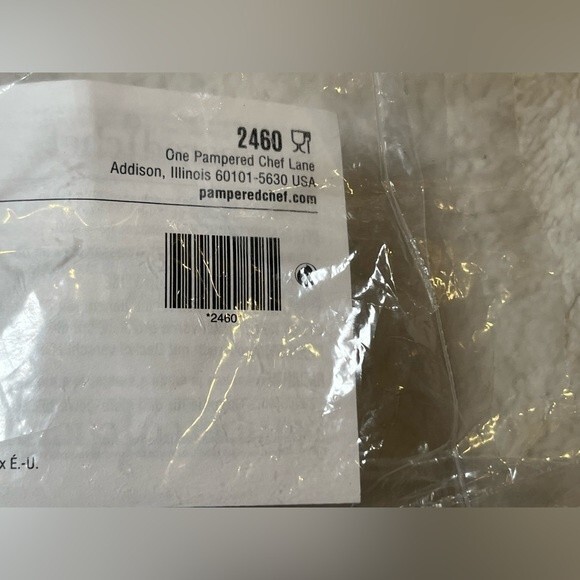 2460
One Pampered Chef Lane
Addison, Illinois 60101-5630 USA
pamperedchef.com
*2460
x É.-U.